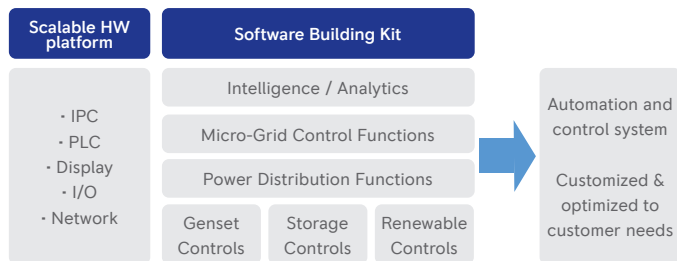 Scalable HW
platform
Software Building Kit
· IPC
· PLC
· Display
· I/O
· Network
Intelligence / Analytics
Micro-Grid Control Functions
Power Distribution Functions
Genset
Controls
Storage
Controls
Renewable
Controls
Automation and
control system
Customized &
optimized to
customer needs